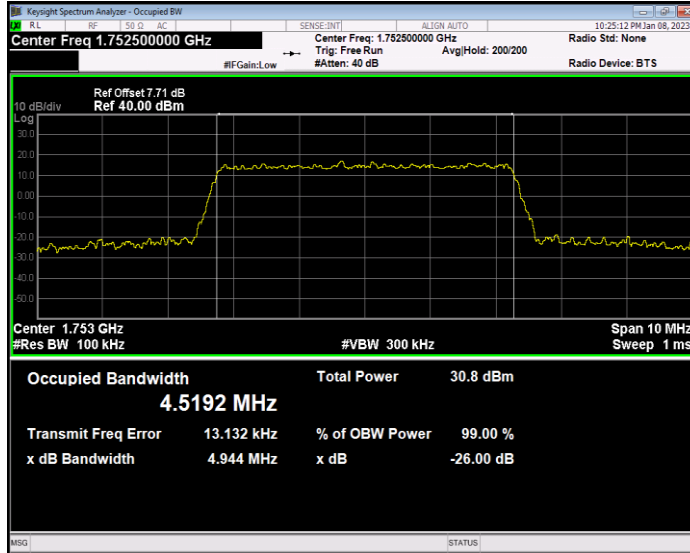 Keysight Spectrum Analyzer - Occupied BW
RL RF 50 Ω AC SENSE:INT ALIGN AUTO 10:25:12 PM Jan 08, 2023
Center Freq 1.752500000 GHz Center Freq: 1.752500000 GHz Radio Std: None
Trig: Free Run Avg|Hold: 200/200
#IFGain:Low #Atten: 40 dB Radio Device: BTS
Ref Offset 7.71 dB
10 dB/div Ref 40.00 dBm
Log
30.0
20.0
10.0
0.00
-10.0
-20.0
-30.0
-40.0
-50.0
Center 1.753 GHz Span 10 MHz
#Res BW 100 kHz #VBW 300 kHz Sweep 1 ms
Occupied Bandwidth Total Power 30.8 dBm
4.5192 MHz
Transmit Freq Error 13.132 kHz % of OBW Power 99.00 %
x dB Bandwidth 4.944 MHz x dB -26.00 dB
MSG STATUS